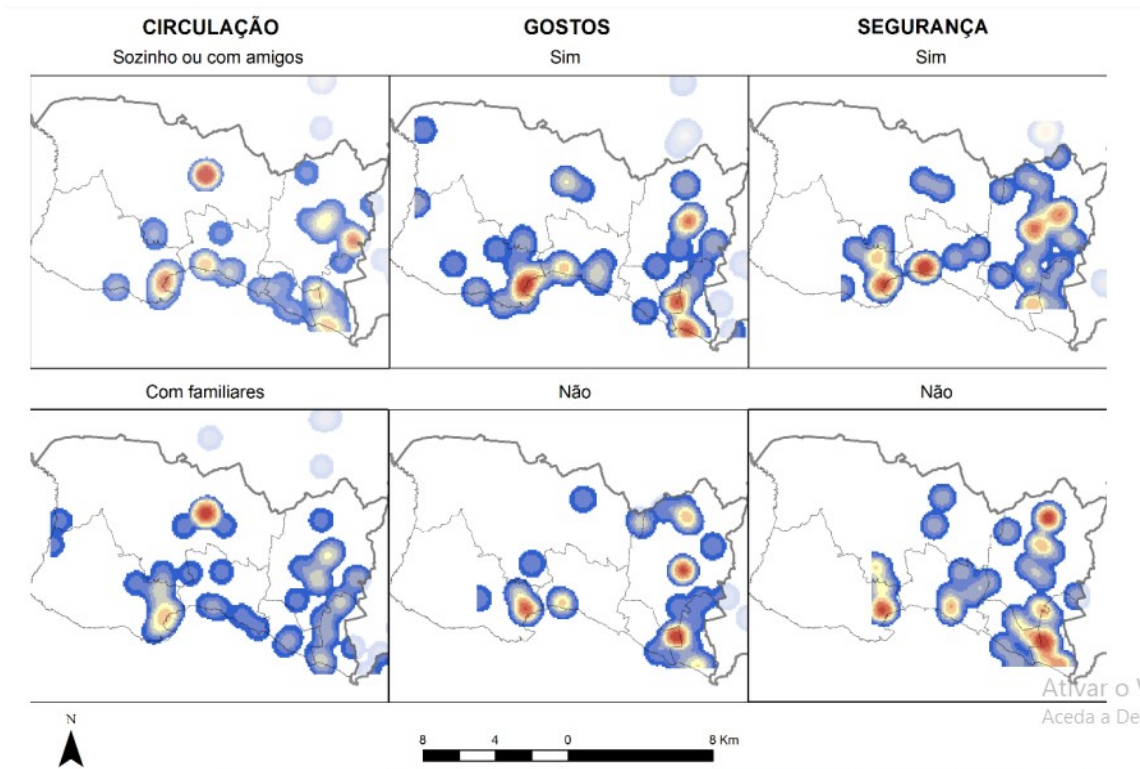 CIRCULAÇÃO GOSTOS SEGURANÇA
Sozinho ou com amigos Sim Sim
Com familiares Não Não
N
8 4 0 8 Km
Ativar o
Aceda a De